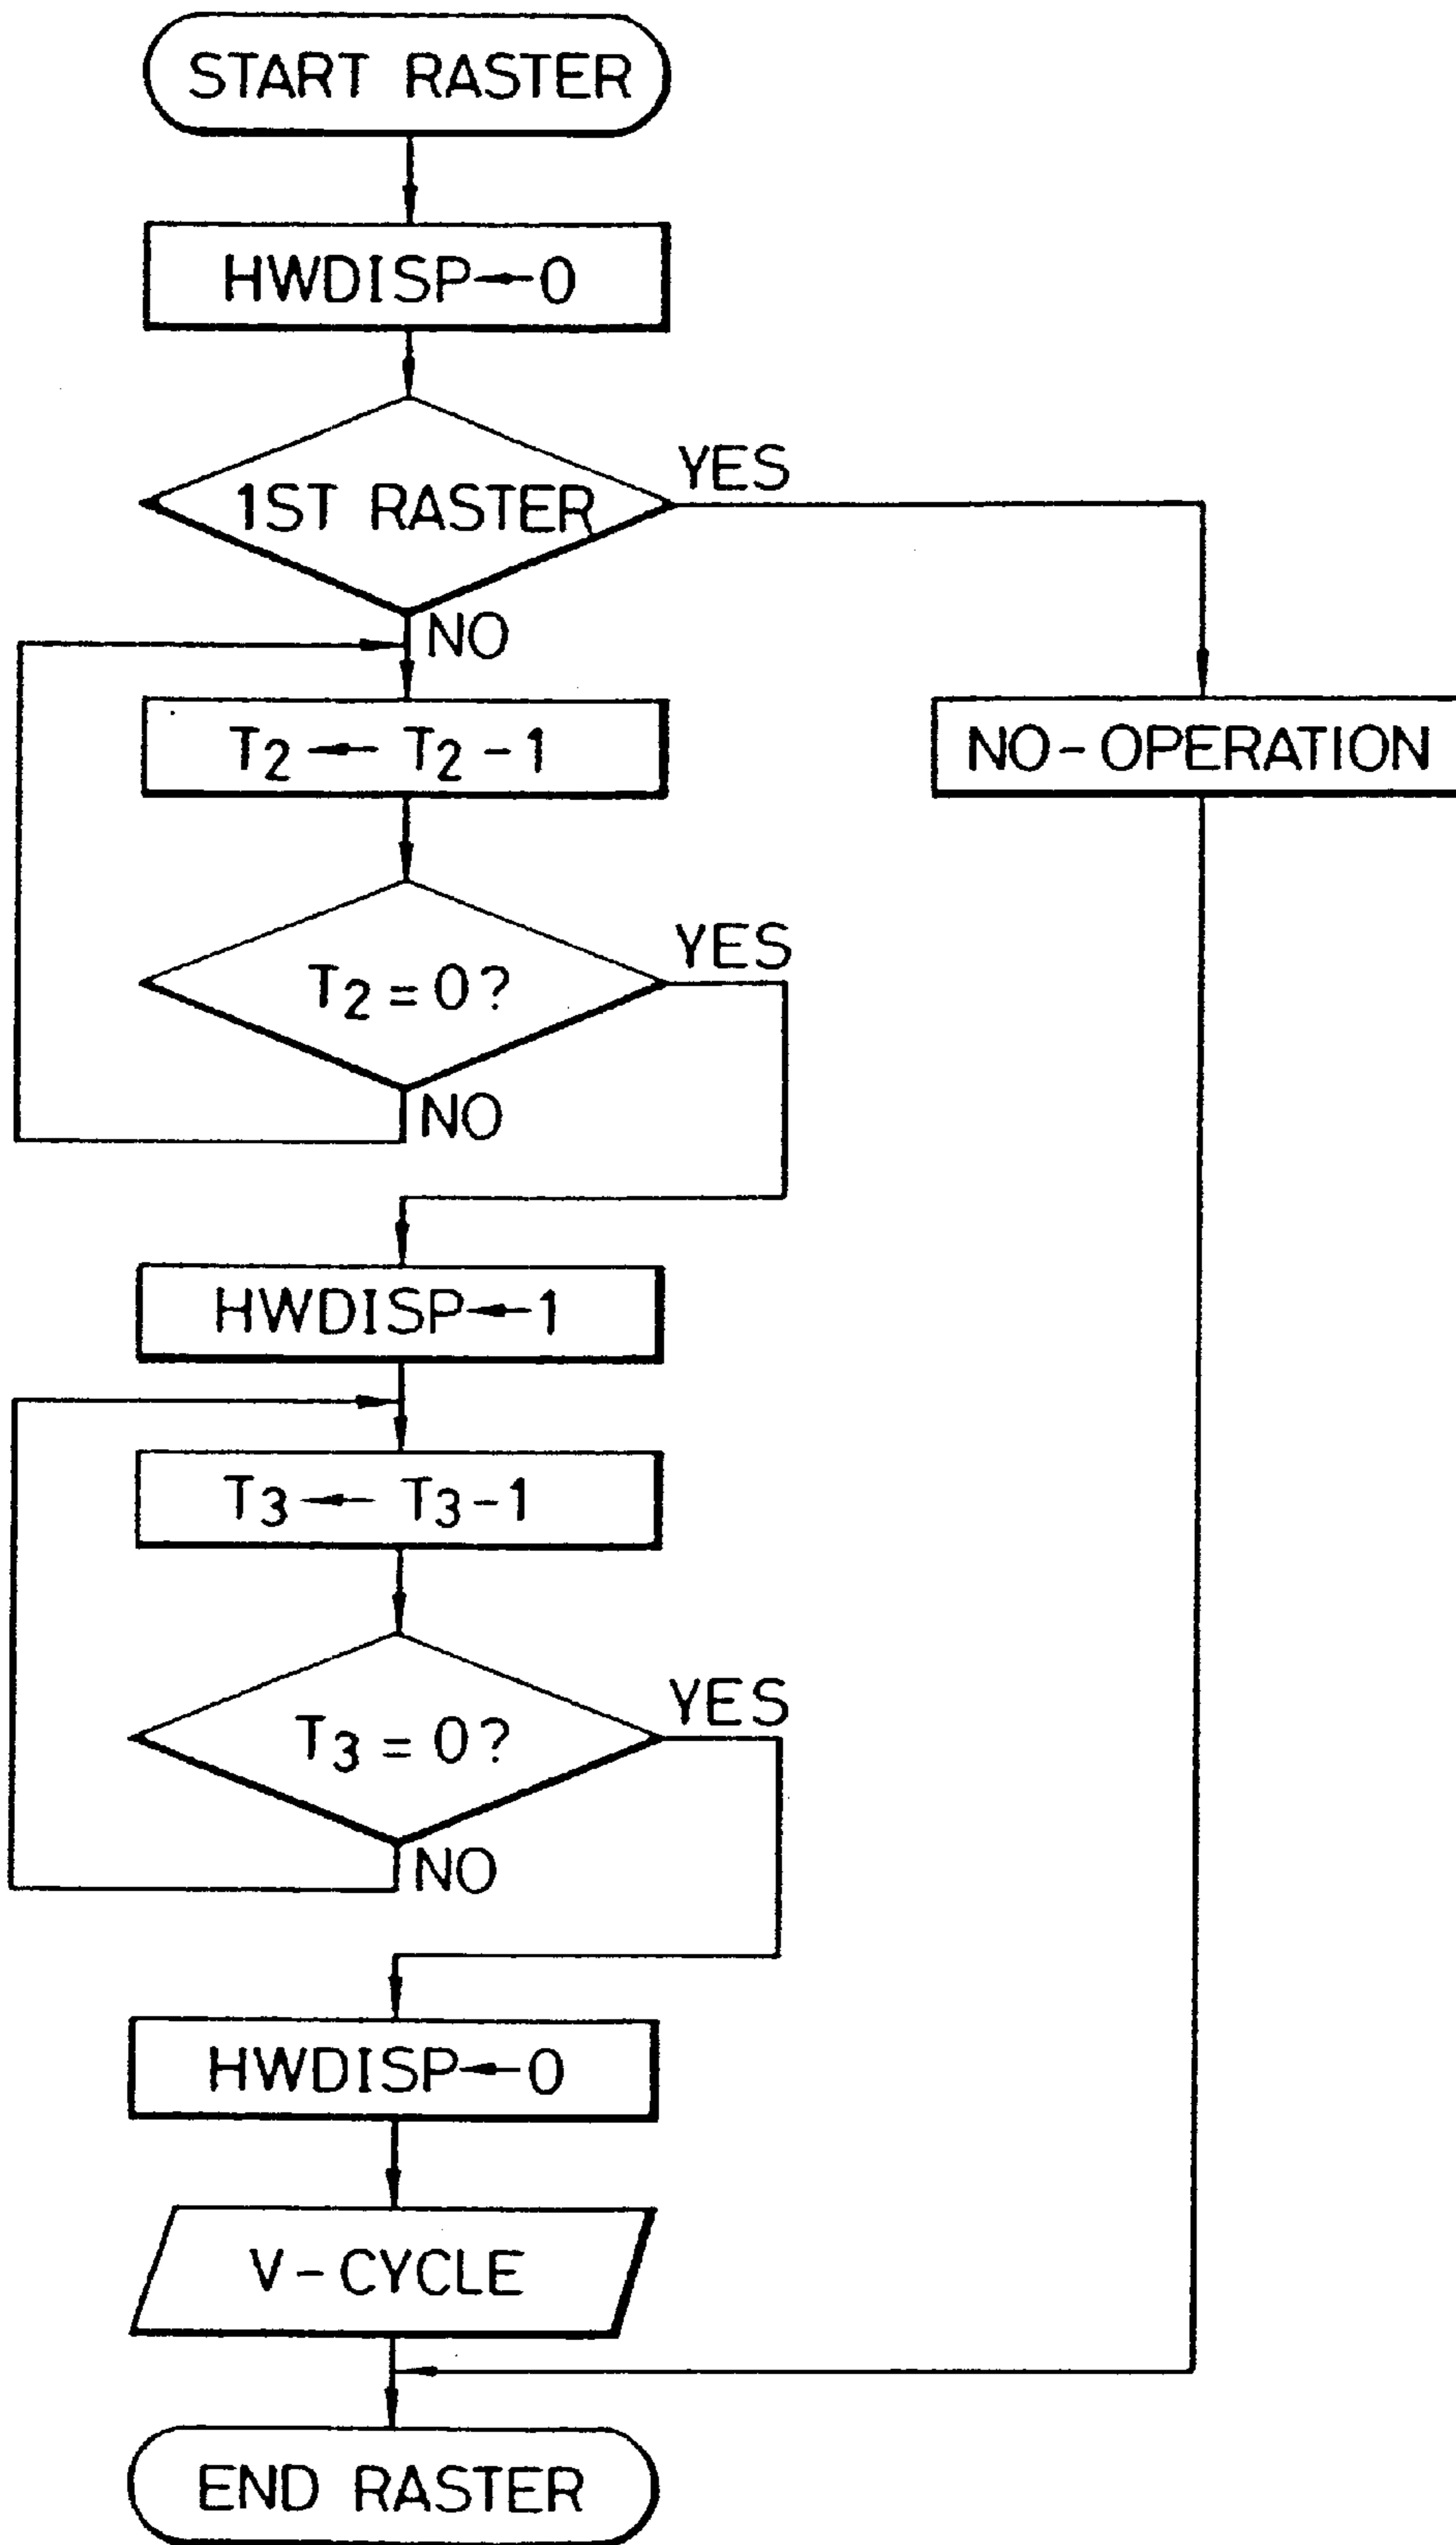 START RASTER
HWDISP←0
1ST RASTER
YES
NO
T2 ← T2-1
NO-OPERATION
T2=0?
YES
NO
HWDISP←1
T3 ← T3-1
T3=0?
YES
NO
HWDISP←0
V-CYCLE
END RASTER